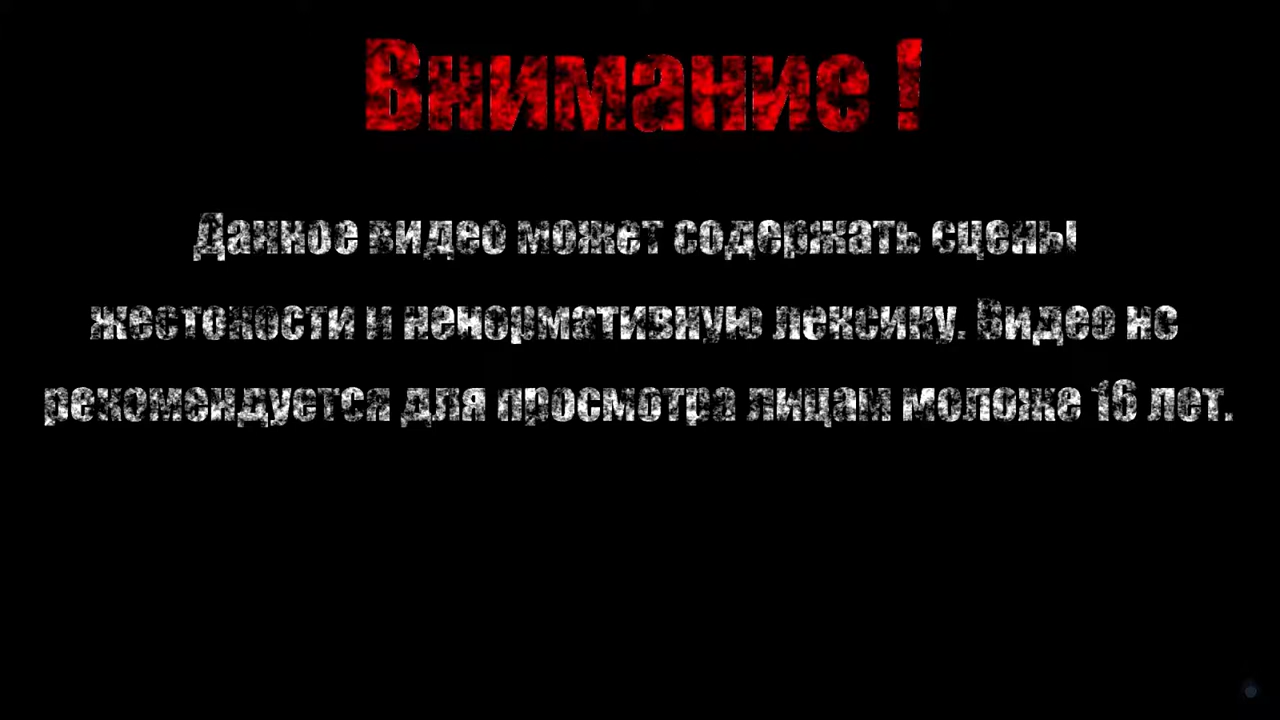 Внимание !
Данное видео может содержать сцены
жестокости и ненормативную лексику. Видео не
рекомендуется для просмотра лицам моложе 16 лет.